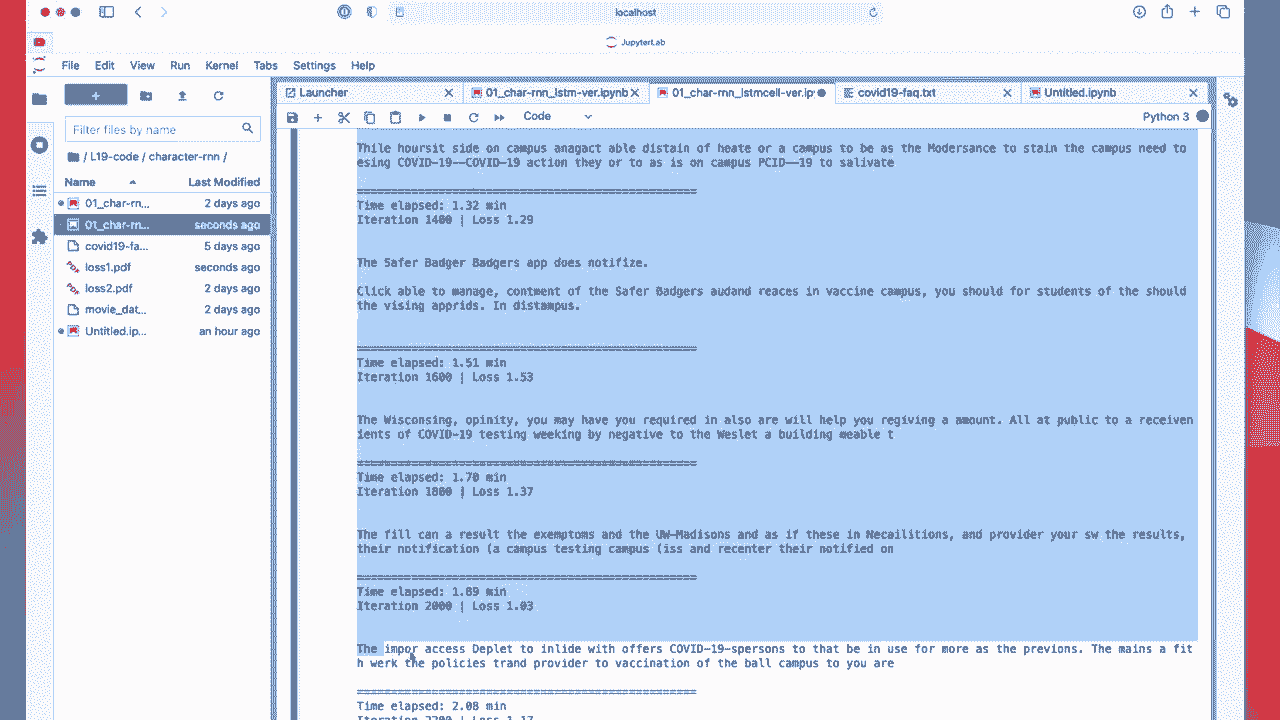 localhost
JupyterLab
File Edit View Run Kernel Tabs Settings Help
Launcher
01_char-rnn_lstm-ver.ipynb
01_char-rnn_lstmcell-ver.ip
covid19-faq.txt
Untitled.ipynb
Code
Python 3
Filter files by name
/ L19-code / character-rnn /
Name Last Modified
01_char-rn... 2 days ago
01_char-rn... seconds ago
covid19-fa... 5 days ago
loss1.pdf seconds ago
loss2.pdf 2 days ago
movie_dat... 2 days ago
Untitled.ip... an hour ago
Thile hoursit side on campus anagact able distain of heate or a campus to be as the Modersance to stain the campus need to
esing COVID-19--COVID-19 action they or to as is on campus PCID--19 to salivate
==================================================
Time elapsed: 1.32 min
Iteration 1400 | Loss 1.29
The Safer Badger Badgers app does notifize.
Click able to manage, contment of the Safer Badgers audand reaces in vaccine campus, you should for students of the should
the vising apprids. In distampus.
==================================================
Time elapsed: 1.51 min
Iteration 1600 | Loss 1.53
The Wisconsing, opinity, you may have you required in also are will help you regiving a amount. All at public to a receiven
ients of COVID-19 testing weeking by negative to the Weslet a building meable t
==================================================
Time elapsed: 1.70 min
Iteration 1800 | Loss 1.37
The fill can a result the exemptoms and the UW-Madisons and as if these in Necailitions, and provider your sw the results,
their notification (a campus testing campus (iss and recenter their notified on
==================================================
Time elapsed: 1.89 min
Iteration 2000 | Loss 1.03
The impor access Deplet to inlide with offers COVID-19-spersons to that be in use for more as the previons. The mains a fit
h werk the policies trand provider to vaccination of the ball campus to you are
==================================================
Time elapsed: 2.08 min
Iteration 2200 | Loss 1.17